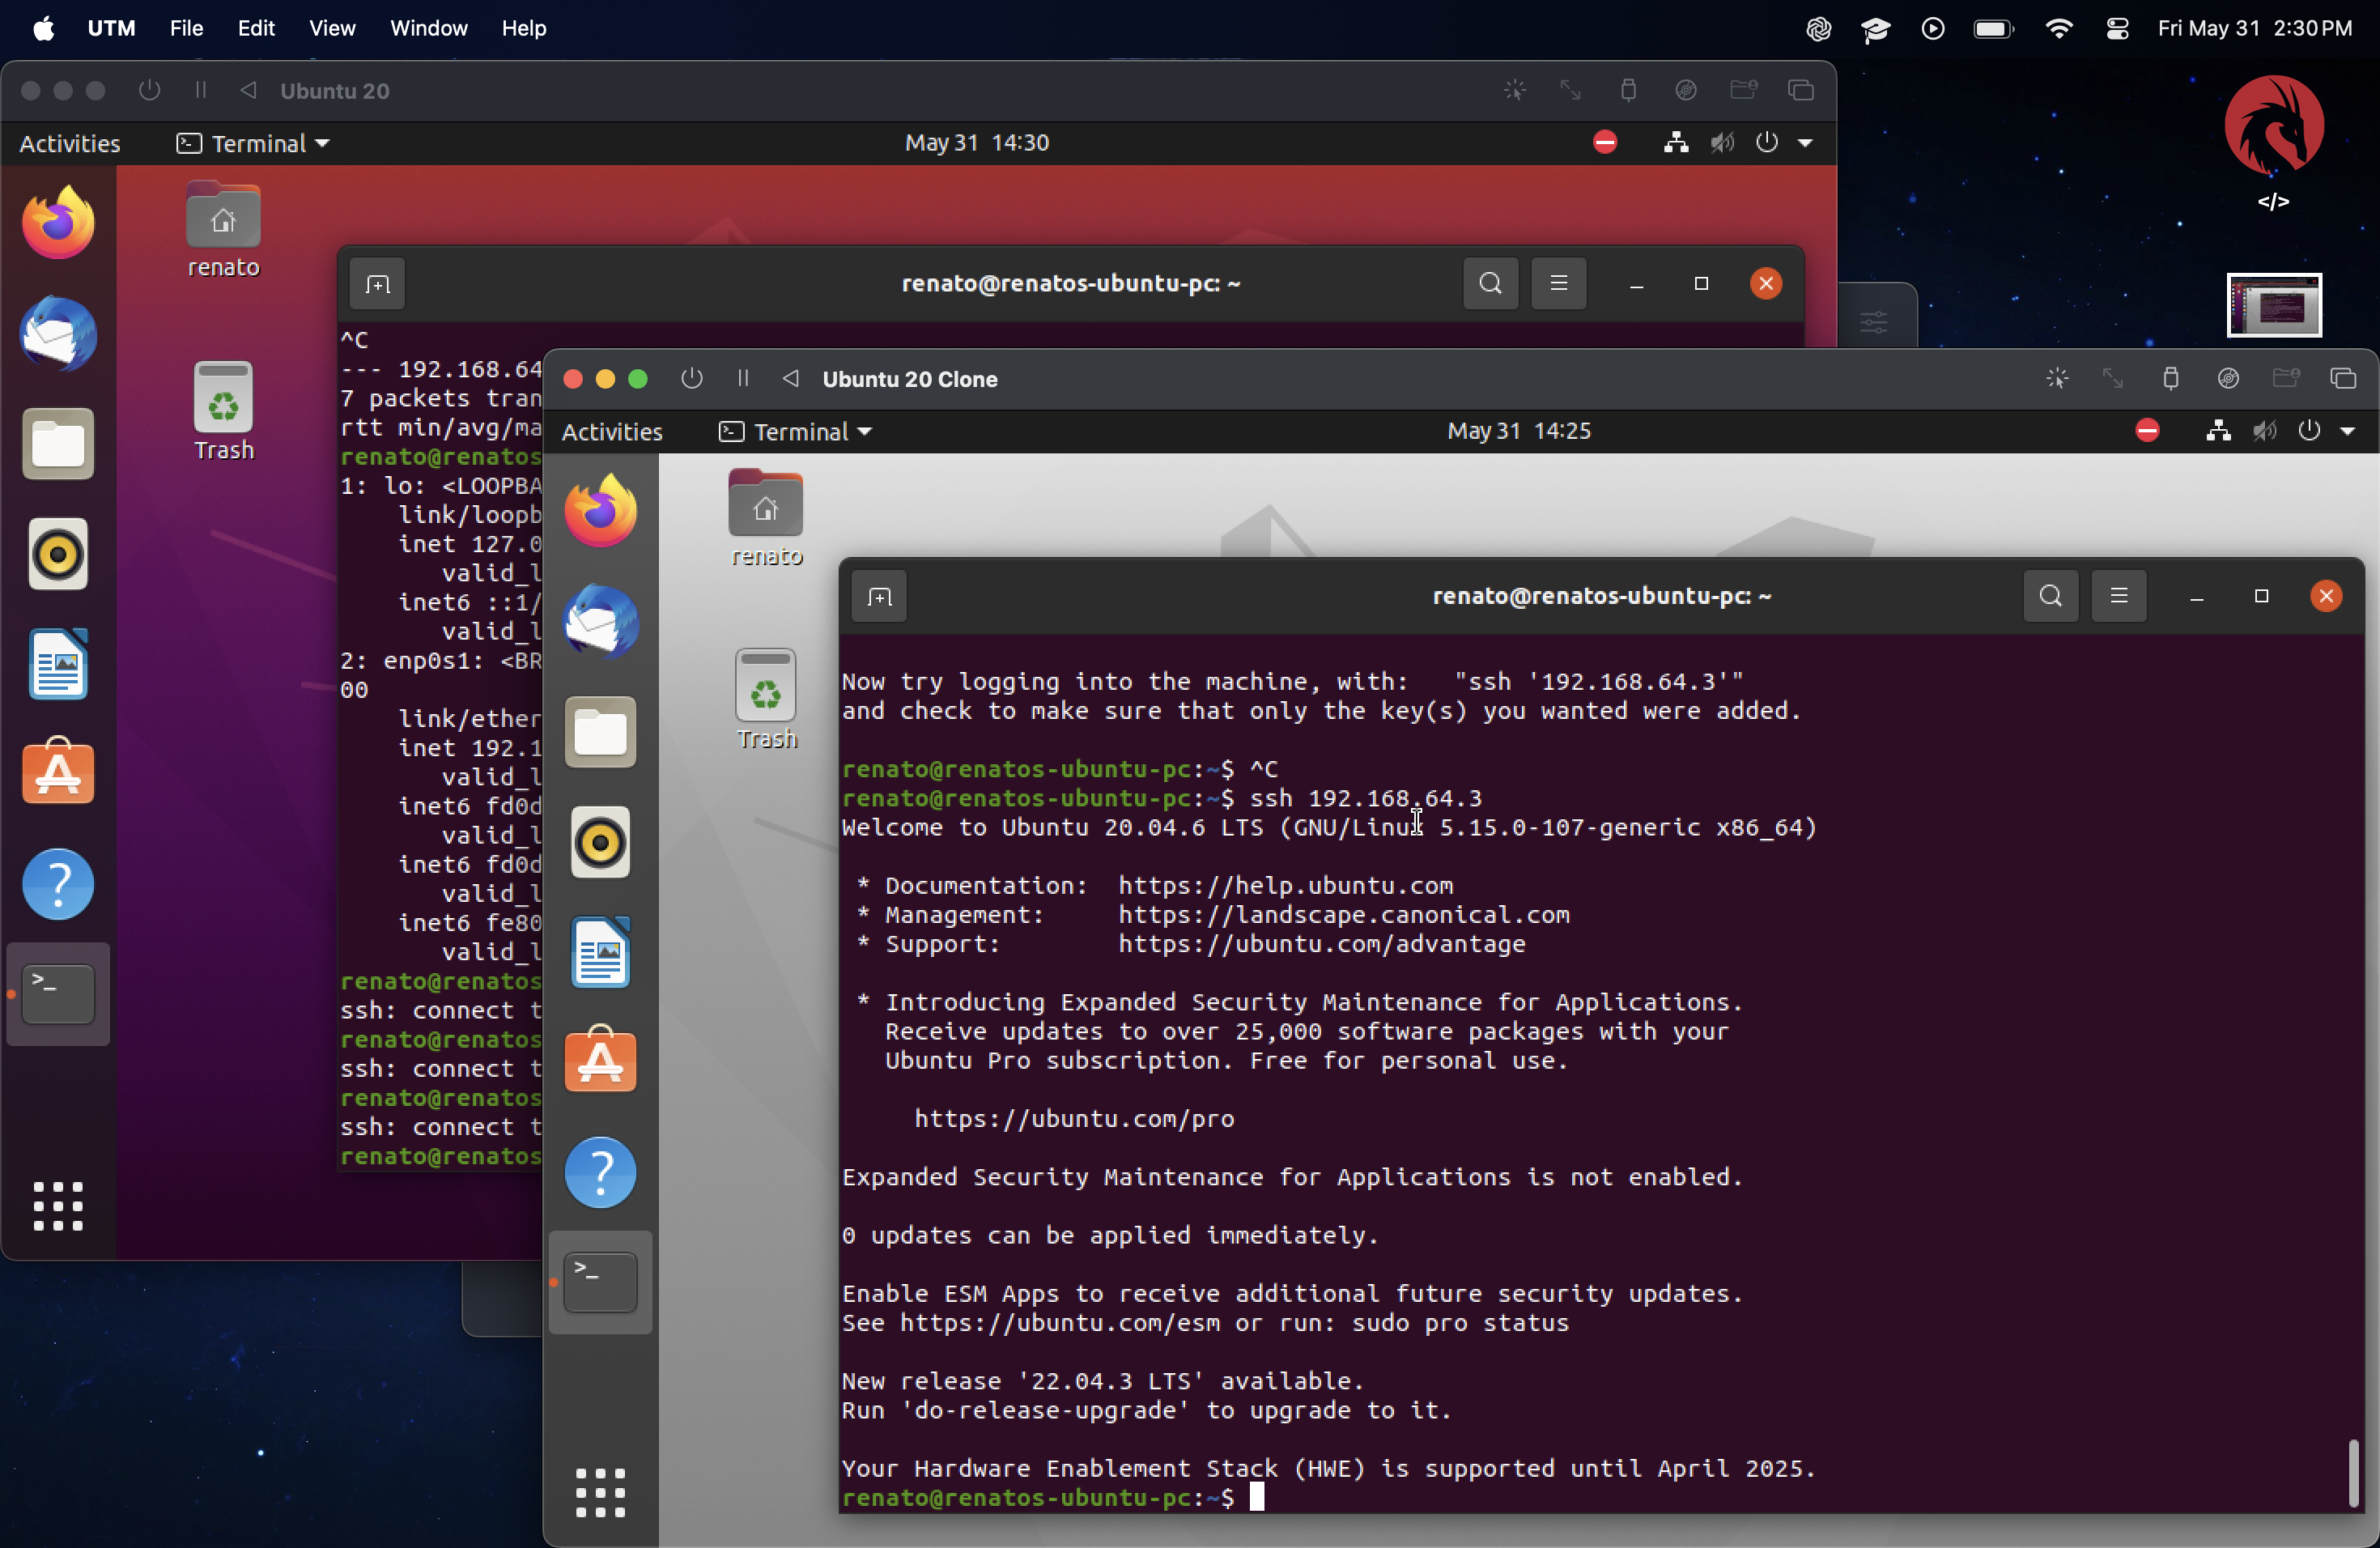 UTM File Edit View Window Help Fri May 31 2:30 PM
Ubuntu 20
Activities Terminal May 31 14:30
renato
Trash
renato@renatos-ubuntu-pc: ~
^C
--- 192.168.64
7 packets tran
rtt min/avg/ma
renato@renatos
1: lo: <LOOPBA
link/loopb
inet 127.0
valid_l
inet6 ::1/
valid_l
2: enp0s1: <BR
00
link/ether
inet 192.1
valid_l
inet6 fd0d
valid_l
inet6 fd0d
valid_l
inet6 fe80
valid_l
renato@renatos
ssh: connect t
renato@renatos
ssh: connect t
renato@renatos
ssh: connect t
renato@renatos
</>
Ubuntu 20 Clone
Activities Terminal May 31 14:25
renato
Trash
renato@renatos-ubuntu-pc: ~
Now try logging into the machine, with: "ssh '192.168.64.3'"
and check to make sure that only the key(s) you wanted were added.
renato@renatos-ubuntu-pc:~$ ^C
renato@renatos-ubuntu-pc:~$ ssh 192.168.64.3
Welcome to Ubuntu 20.04.6 LTS (GNU/Linux 5.15.0-107-generic x86_64)
* Documentation: https://help.ubuntu.com
* Management: https://landscape.canonical.com
* Support: https://ubuntu.com/advantage
* Introducing Expanded Security Maintenance for Applications.
Receive updates to over 25,000 software packages with your
Ubuntu Pro subscription. Free for personal use.
https://ubuntu.com/pro
Expanded Security Maintenance for Applications is not enabled.
0 updates can be applied immediately.
Enable ESM Apps to receive additional future security updates.
See https://ubuntu.com/esm or run: sudo pro status
New release '22.04.3 LTS' available.
Run 'do-release-upgrade' to upgrade to it.
Your Hardware Enablement Stack (HWE) is supported until April 2025.
renato@renatos-ubuntu-pc:~$